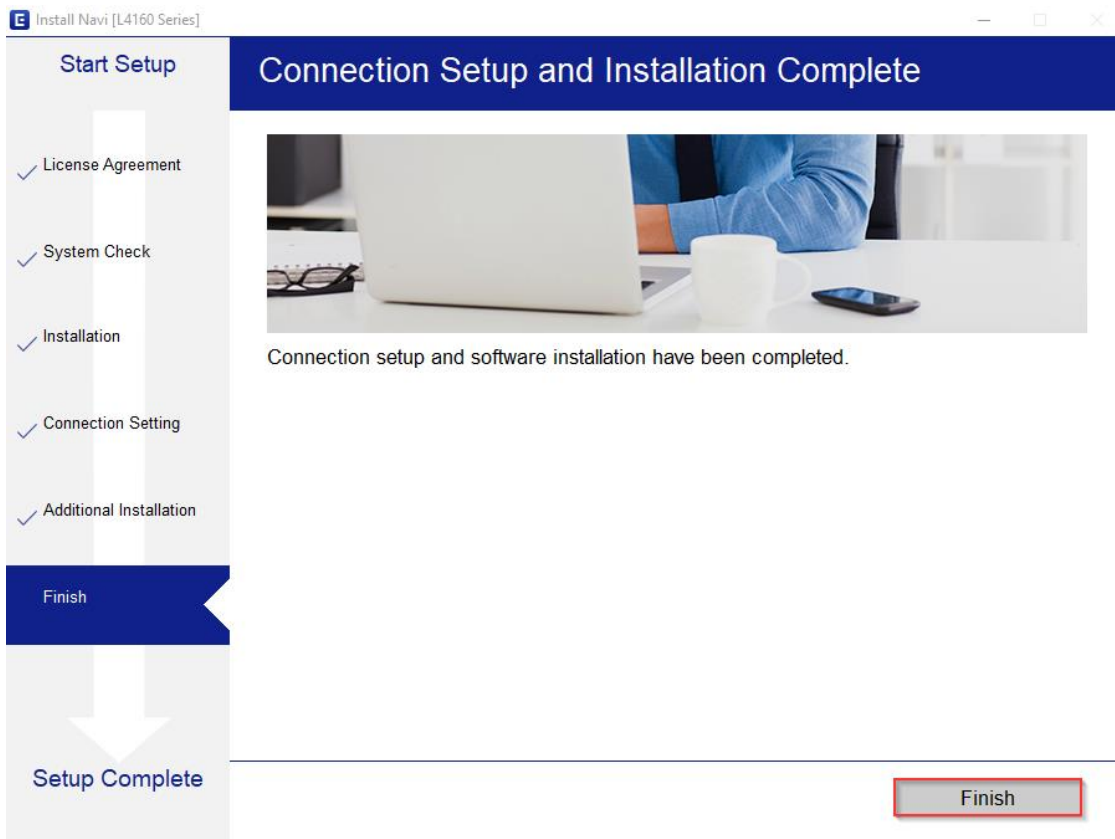 E Install Navi [L4160 Series]
Start Setup
Connection Setup and Installation Complete
License Agreement
System Check
Installation
Connection setup and software installation have been completed.
Connection Setting
Additional Installation
Finish
Setup Complete
Finish